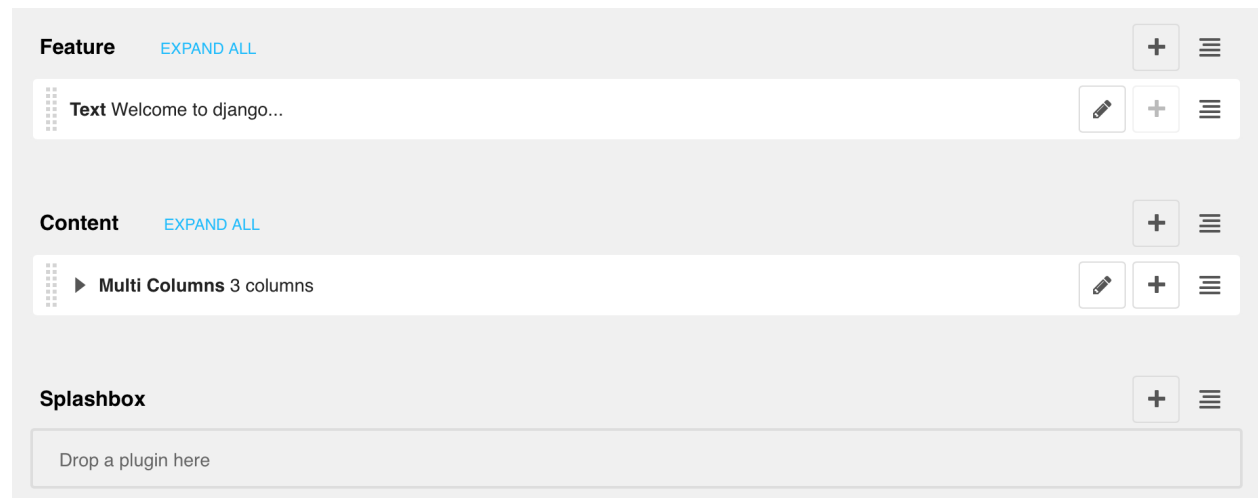 Feature EXPAND ALL
Text Welcome to django...
Content EXPAND ALL
Multi Columns 3 columns
Splashbox
Drop a plugin here